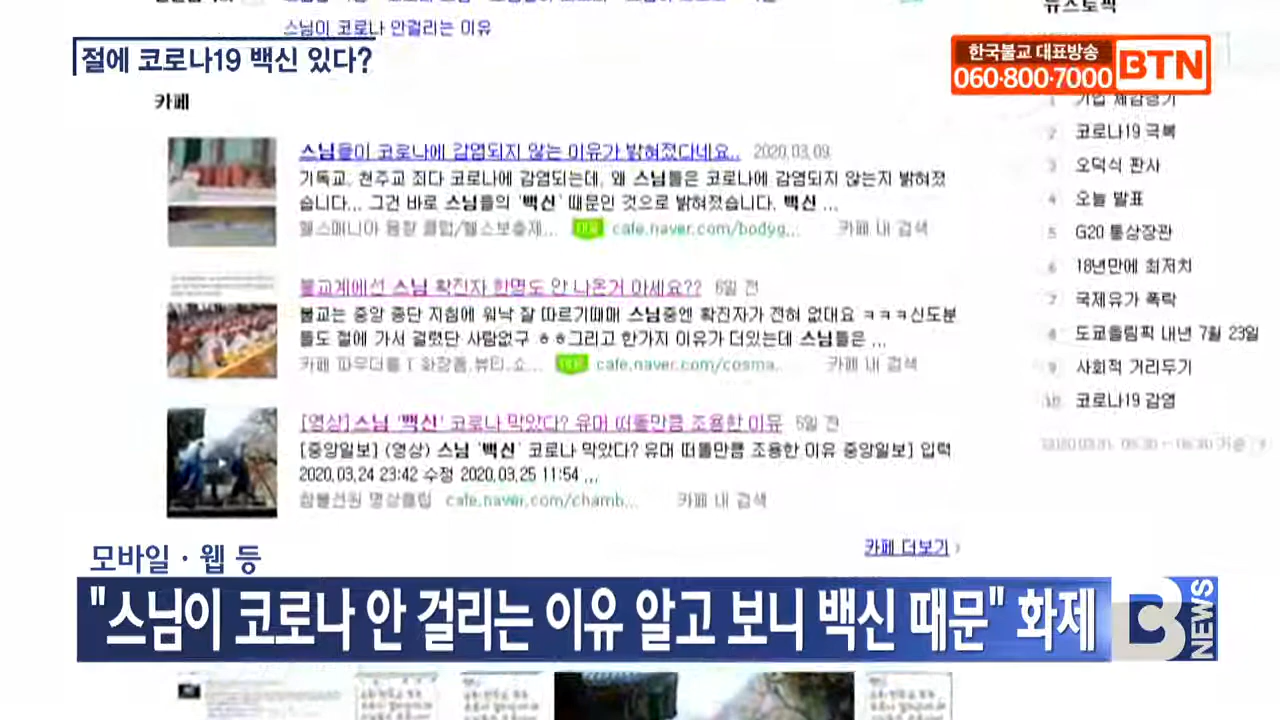 스님이 코로나 안걸리는 이유
뉴스토픽
절에 코로나19 백신 있다?
한국불교 대표방송
060·800·7000
BTN
카페
스님들이 코로나에 감염되지 않는 이유가 밝혀졌다네요.. 2020.03.09.
기독교, 천주교 죄다 코로나에 감염되는데, 왜 스님들은 코로나에 감염되지 않는지 밝혀졌
습니다... 그건 바로 스님들의 '백신' 때문인 것으로 밝혀졌습니다. 백신 ...
cafe.naver.com/bodyg... 카페 내 검색
불교계에선 스님 확진자 한명도 안 나온거 아세요?? 6일 전
불교는 중앙 종단 지침에 워낙 잘 따르기때매 스님중엔 확진자가 전혀 없대요 ㅋㅋㅋ신도분
들도 절에 가서 걸렸단 사람없구 ㅎㅎ그리고 한가지 이유가 더있는데 스님들은 ...
cafe.naver.com/cosma... 카페 내 검색
[영상] 스님 '백신' 코로나 막았다? 유머 떠돌만큼 조용한 이유 5일 전
[중앙일보] (영상) 스님 '백신' 코로나 막았다? 유머 떠돌만큼 조용한 이유 중앙일보] 입력
2020.03.24 23:42 수정 2020.03.25 11:54 ...
참불선원 명상클럽 cafe.naver.com/chamb... 카페 내 검색
카페 더보기
1 기업 체감경기
2 코로나19 극복
3 오덕식 판사
4 오늘 발표
5 G20 통상장관
6 18년만에 최저치
7 국제유가 폭락
8 도쿄올림픽 내년 7월 23일
9 사회적 거리두기
10 코로나19 감염
모바일 · 웹 등
"스님이 코로나 안 걸리는 이유 알고 보니 백신 때문" 화제
B NEWS